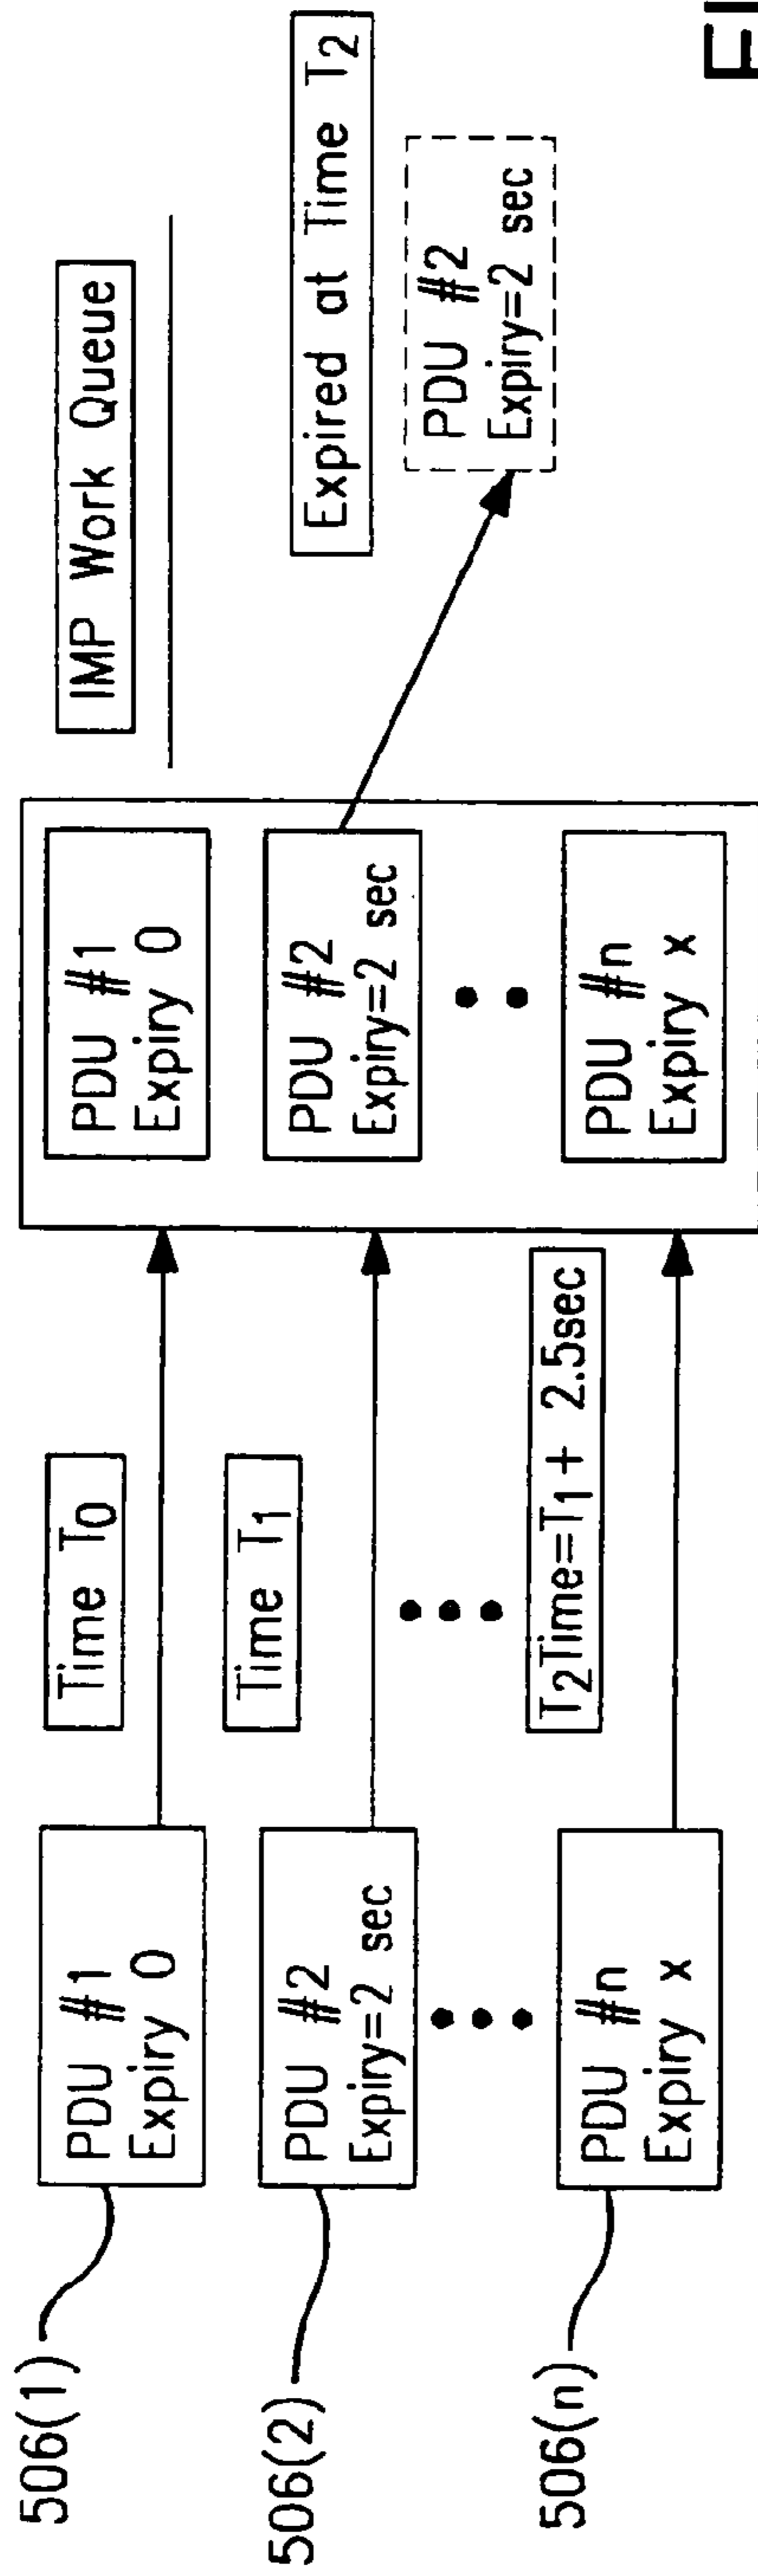 506(1)
PDU #1
Expiry 0
Time T0
PDU #1
Expiry 0
IMP Work Queue
506(2)
PDU #2
Expiry=2 sec
Time T1
PDU #2
Expiry=2 sec
Expired at Time T2
PDU #2
Expiry=2 sec
506(n)
PDU #n
Expiry x
T2Time=T1+ 2.5sec
PDU #n
Expiry x